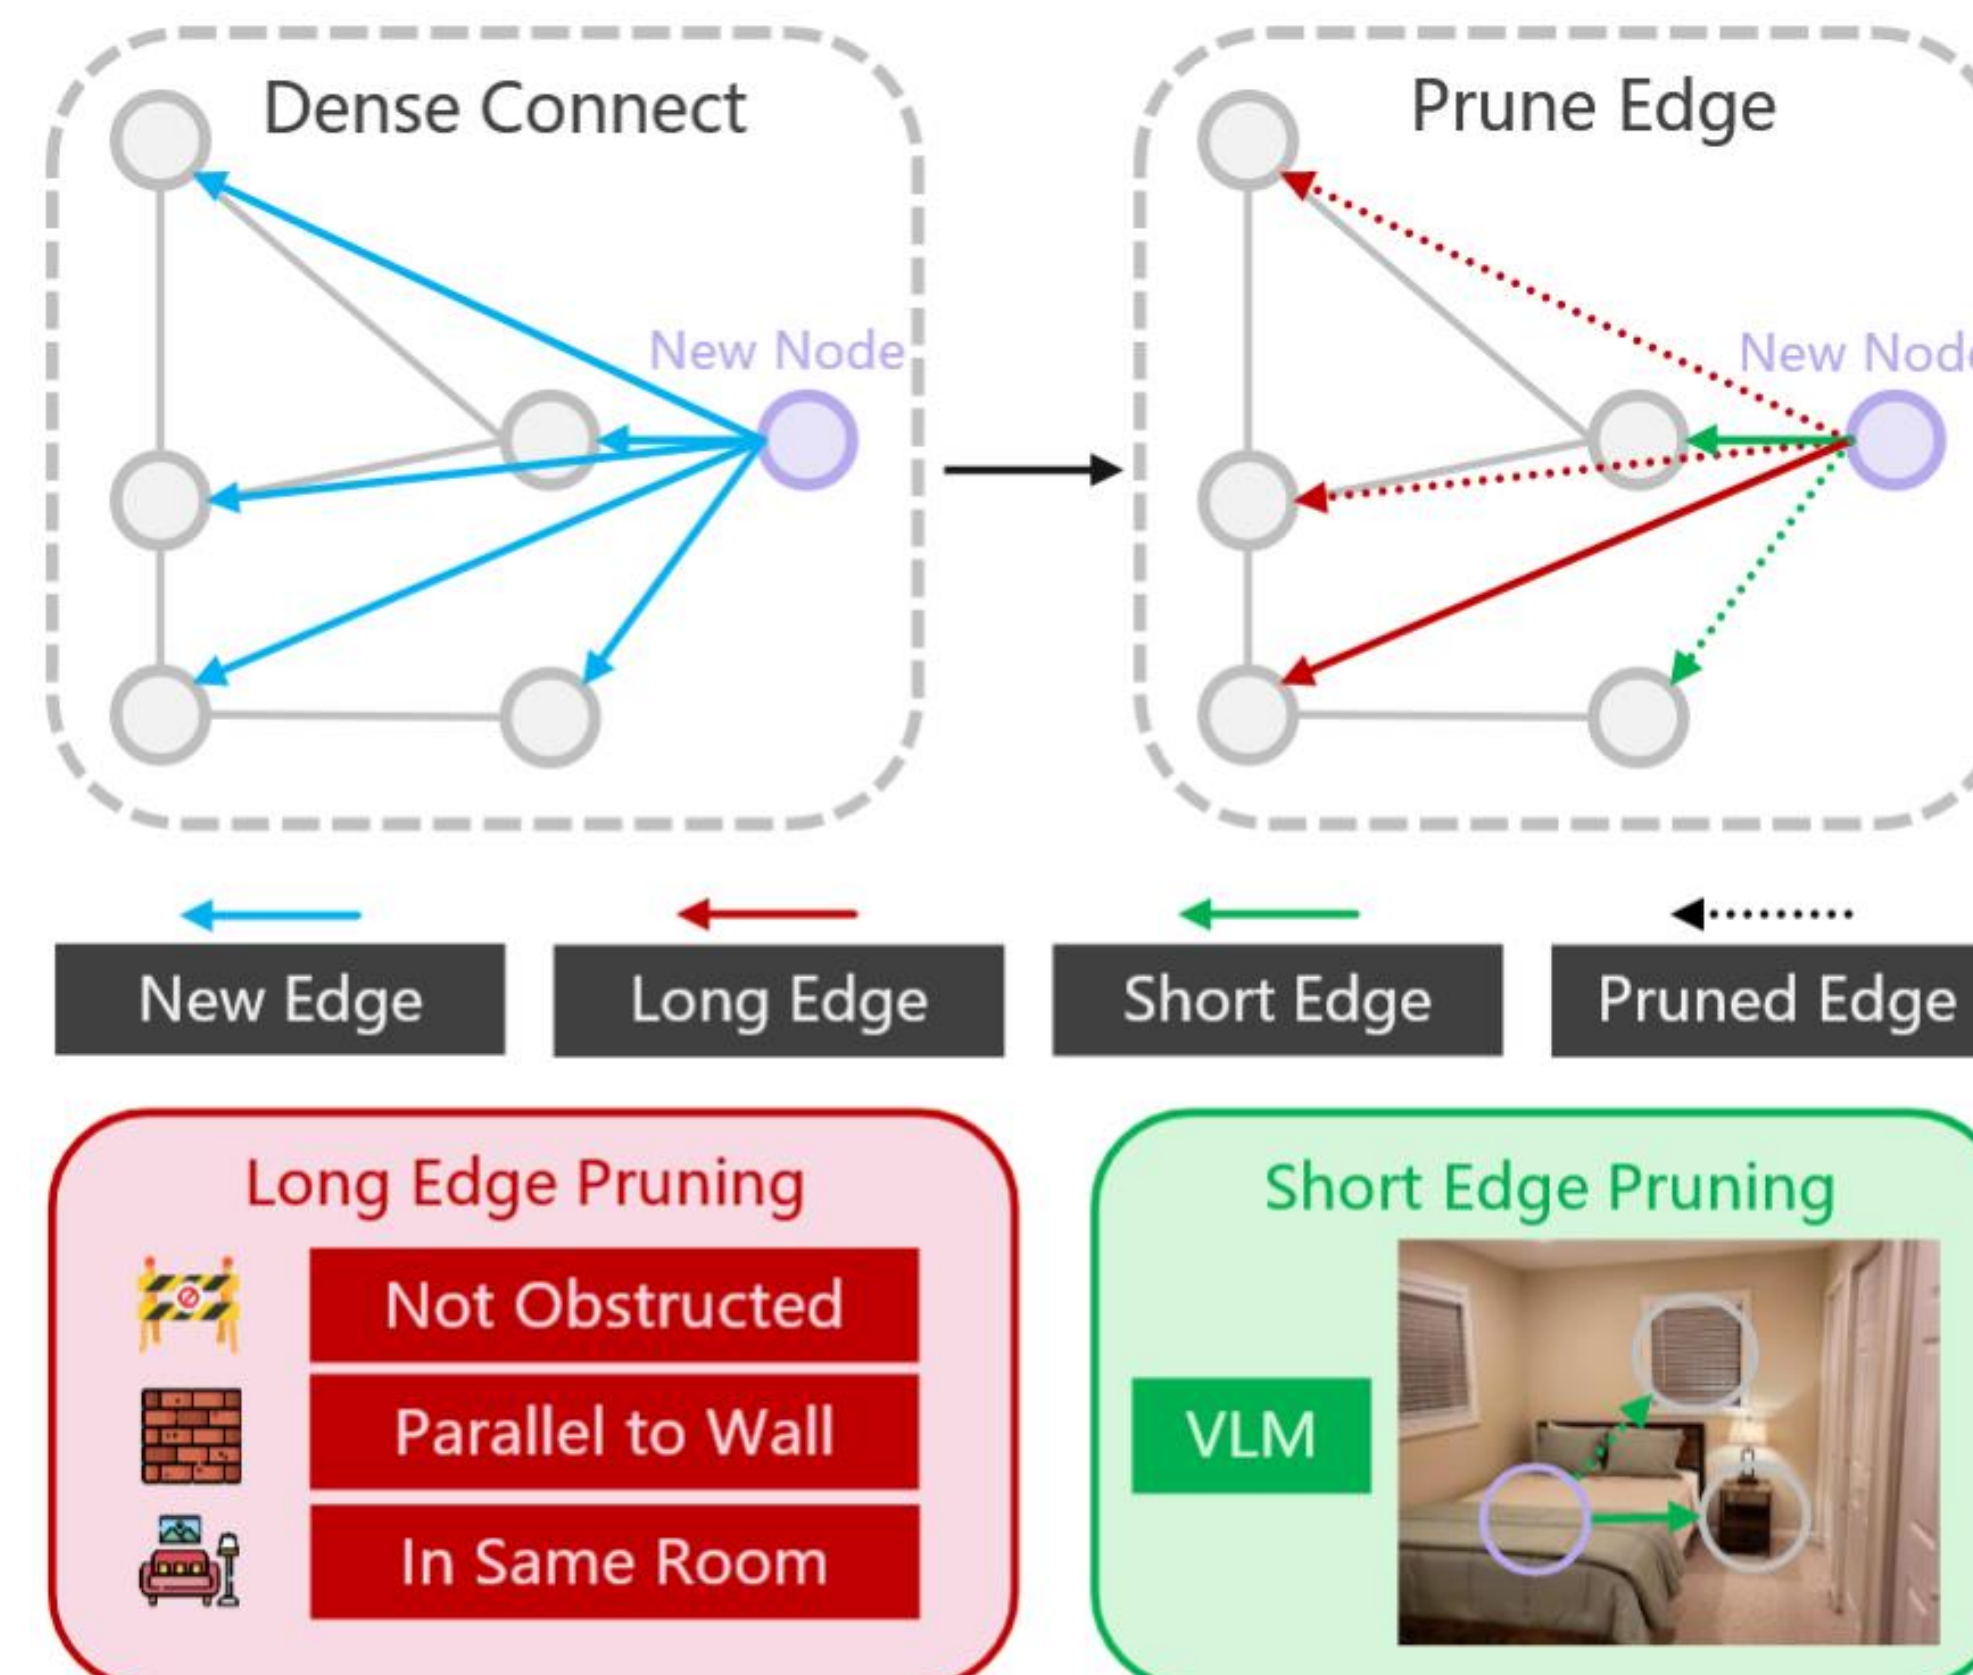 Dense Connect
Prune Edge
New Node
New Node
New Edge
Long Edge
Short Edge
Pruned Edge
Long Edge Pruning
Not Obstructed
Parallel to Wall
In Same Room
Short Edge Pruning
VLM